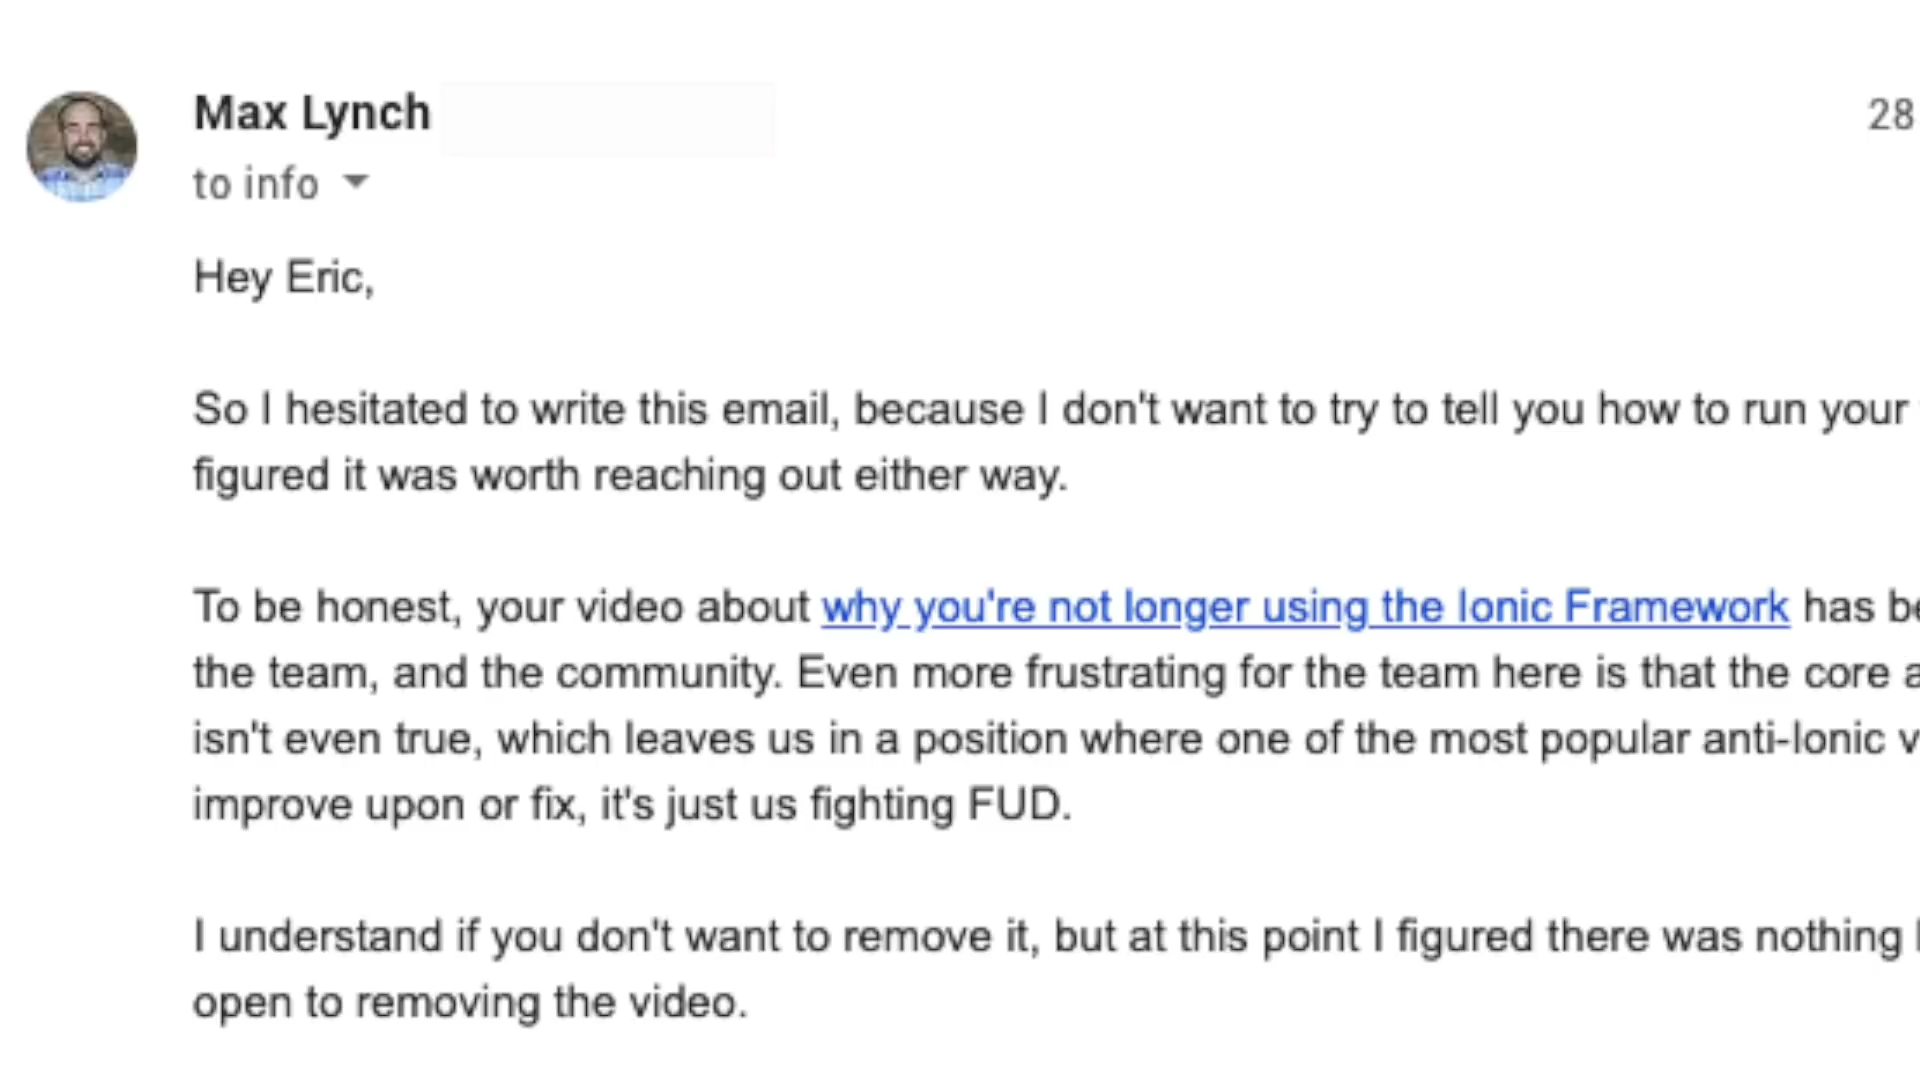 Max Lynch
28
to info
Hey Eric,
So I hesitated to write this email, because I don't want to try to tell you how to run your
figured it was worth reaching out either way.
To be honest, your video about why you're not longer using the Ionic Framework has
the team, and the community. Even more frustrating for the team here is that the core
isn't even true, which leaves us in a position where one of the most popular anti-Ionic
improve upon or fix, it's just us fighting FUD.
I understand if you don't want to remove it, but at this point I figured there was nothing
open to removing the video.